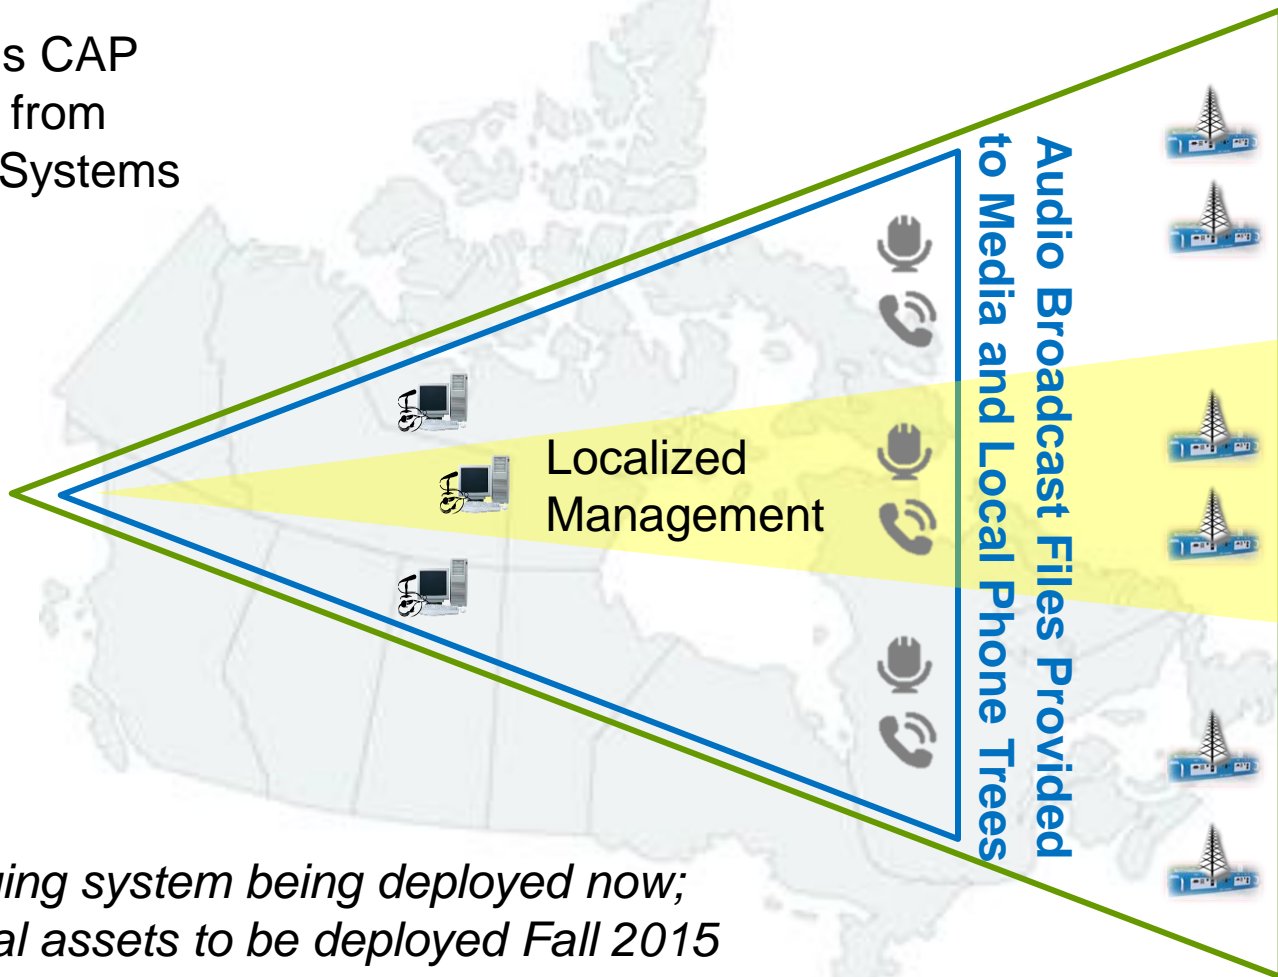 s CAP
from
Systems
Localized
Management
Audio Broadcast Files Provided
to Media and Local Phone Trees
ing system being deployed now;
al assets to be deployed Fall 2015